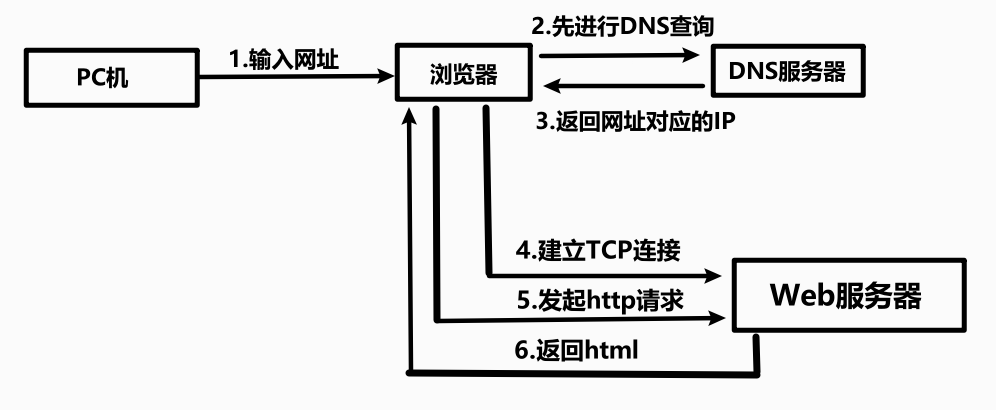 2.先进行DNS查询
1.输入网址
PC机
浏览器
DNS服务器
3.返回网址对应的IP
4.建立TCP连接
5.发起http请求
Web服务器
6.返回html